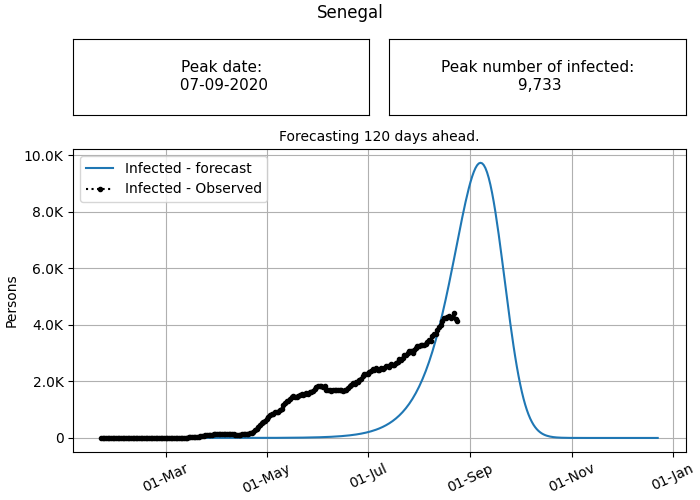 Senegal
Peak date:
07-09-2020
Peak number of infected:
9,733
Forecasting 120 days ahead.
Infected - forecast
Infected - Observed
10.0K
8.0K
6.0K
4.0K
2.0K
0
Persons
01-Mar
01-May
01-Jul
01-Sep
01-Nov
01-Jan